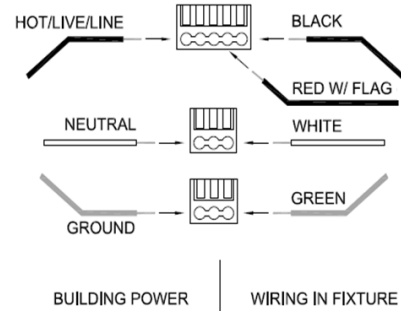 HOT/LIVE/LINE
BLACK
RED W/ FLAG
NEUTRAL
WHITE
GREEN
GROUND
BUILDING POWER
WIRING IN FIXTURE